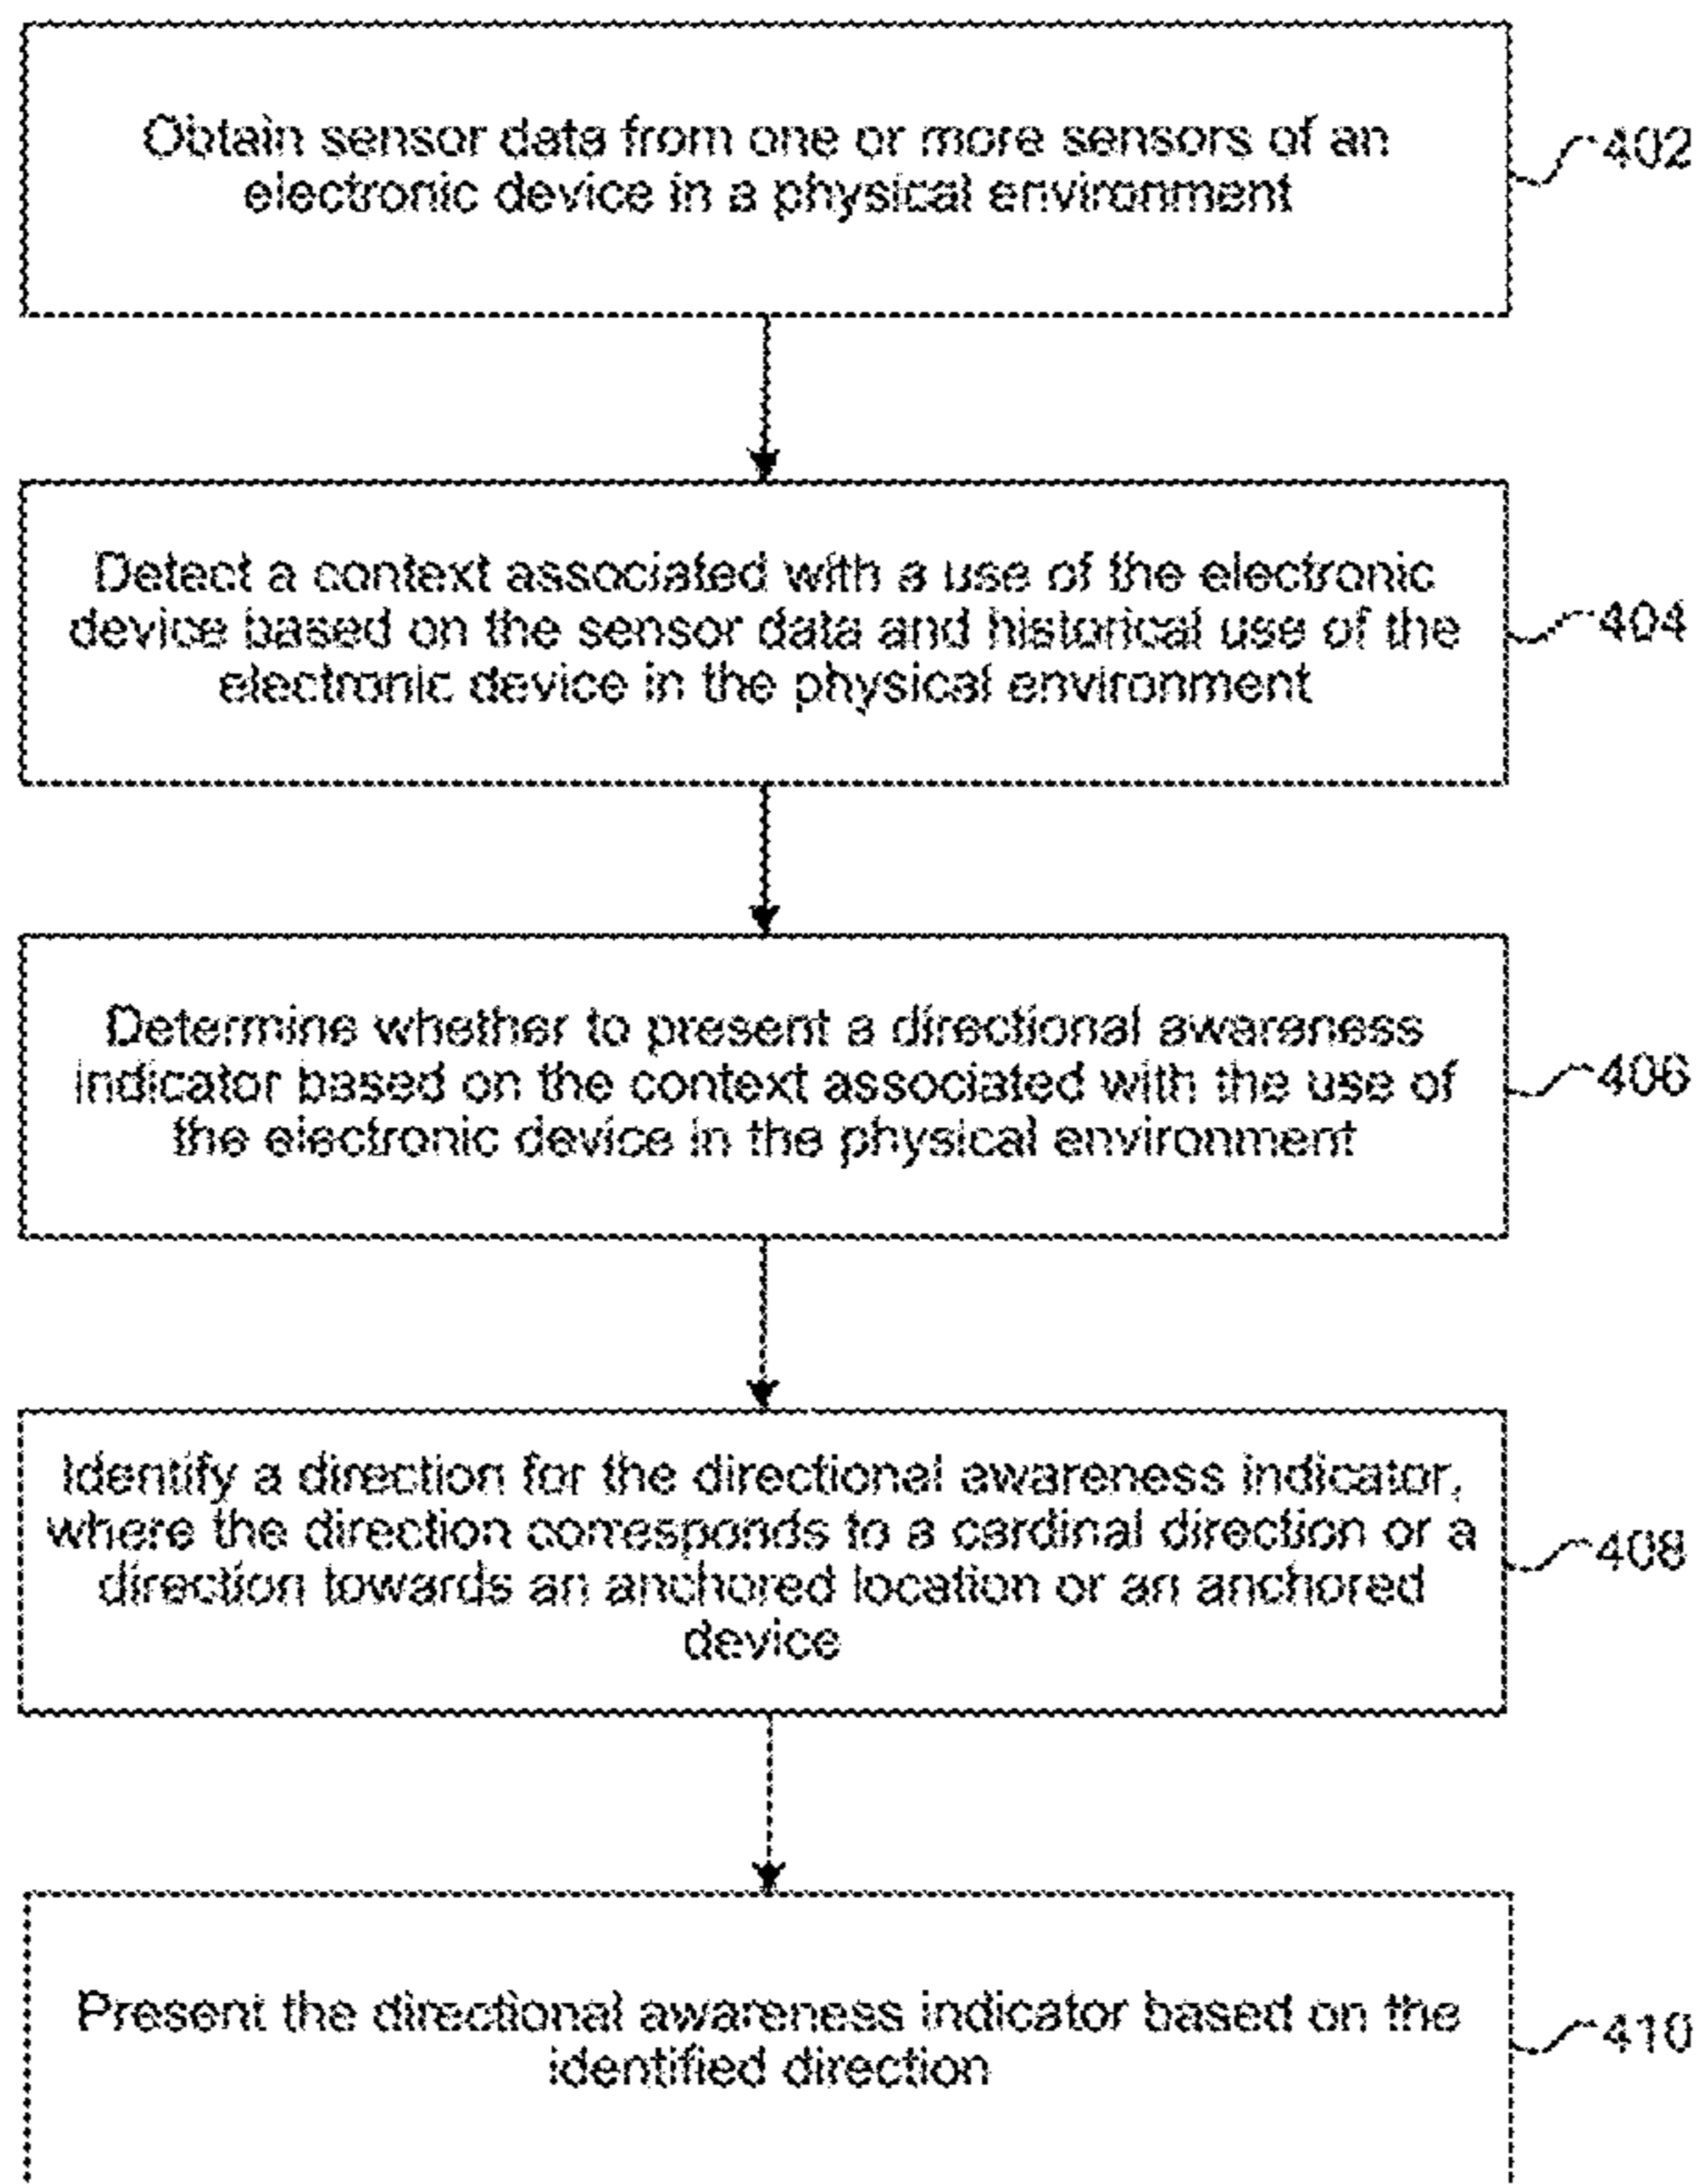 Obtain sensor data from one or more sensors of an
electronic device in a physical environment
402
Detect a context associated with a use of the electronic
device based on the sensor data and historical use of the
electronic device in the physical environment
404
Determine whether to present a directional awareness
indicator based on the context associated with the use of
the electronic device in the physical environment
406
Identify a direction for the directional awareness indicator,
where the direction corresponds to a cardinal direction or a
direction towards an anchored location or an anchored
device
408
Present the directional awareness indicator based on the
identified direction
410